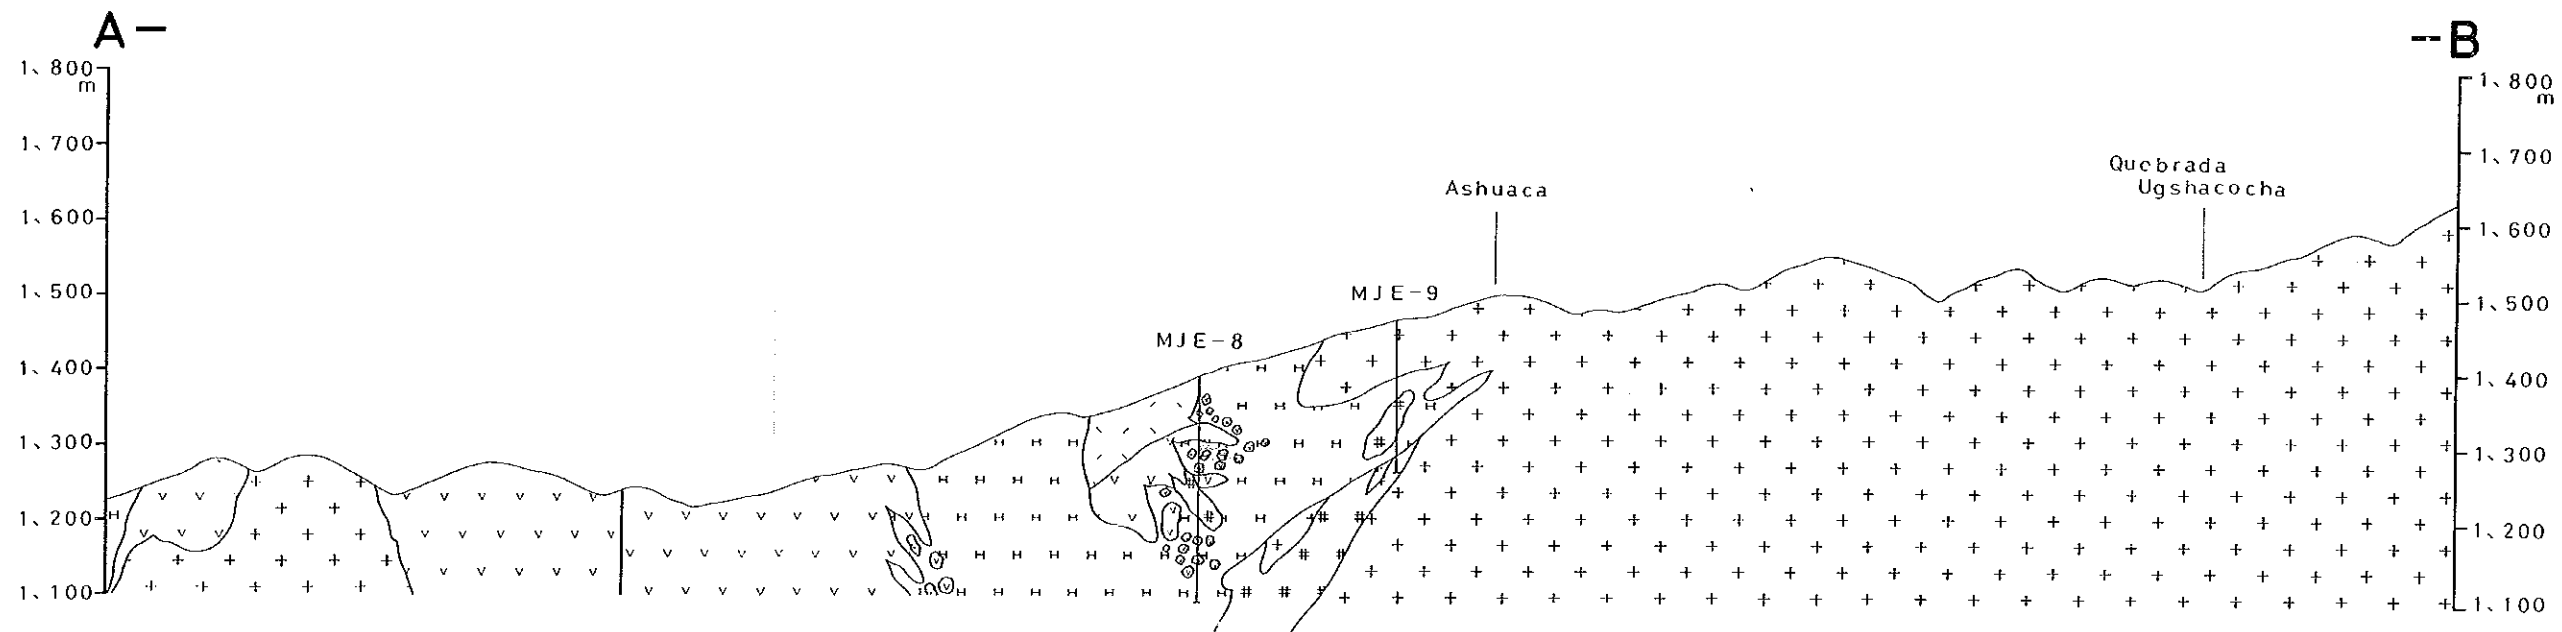 A —
— B
1、800
m
1、700
1、600
1、500
1、400
1、300
1、200
1、100
MJE-8
MJE-9
Ashuaca
Quebrada
Ugshacocha
1、800
m
1、700
1、600
1、500
1、400
1、300
1、200
1、100